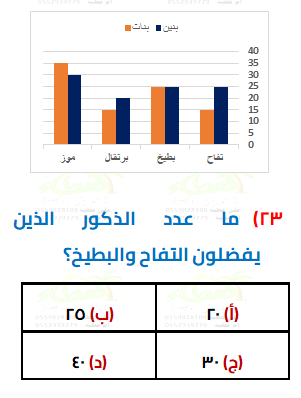 بنات بنين
40
35
30
25
20
15
10
5
0
تفاح بطيخ برتقال موز
٢٣) ما عدد الذكور الذين
يفضلون التفاح والبطيخ؟
(أ) ٢٠ (ب) ٢٥
(ج) ٣٠ (د) ٤٠